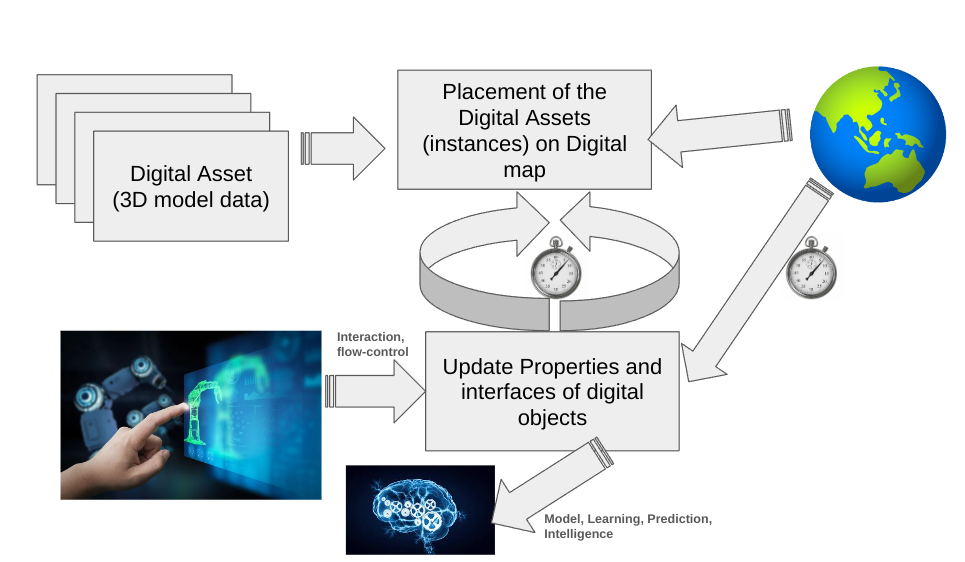 Placement of the
Digital Assets
(instances) on Digital
map
Digital Asset
(3D model data)
Interaction,
flow-control
Update Properties and
interfaces of digital
objects
Model, Learning, Prediction,
Intelligence